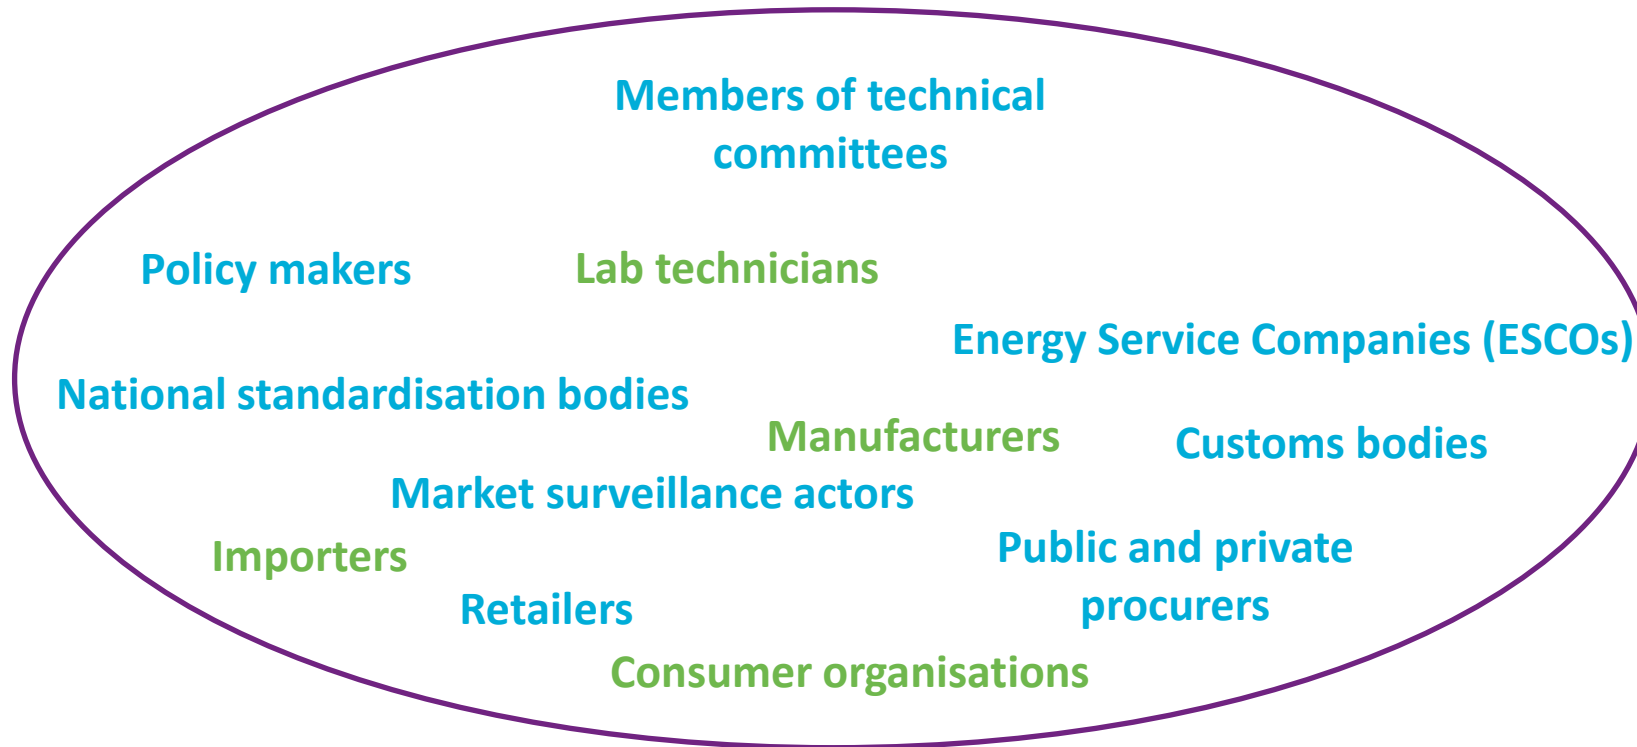 Members of technical
committees
Policy makers
Lab technicians
Energy Service Companies (ESCOs)
National standardisation bodies
Manufacturers
Customs bodies
Market surveillance actors
Importers
Public and private
procurers
Retailers
Consumer organisations